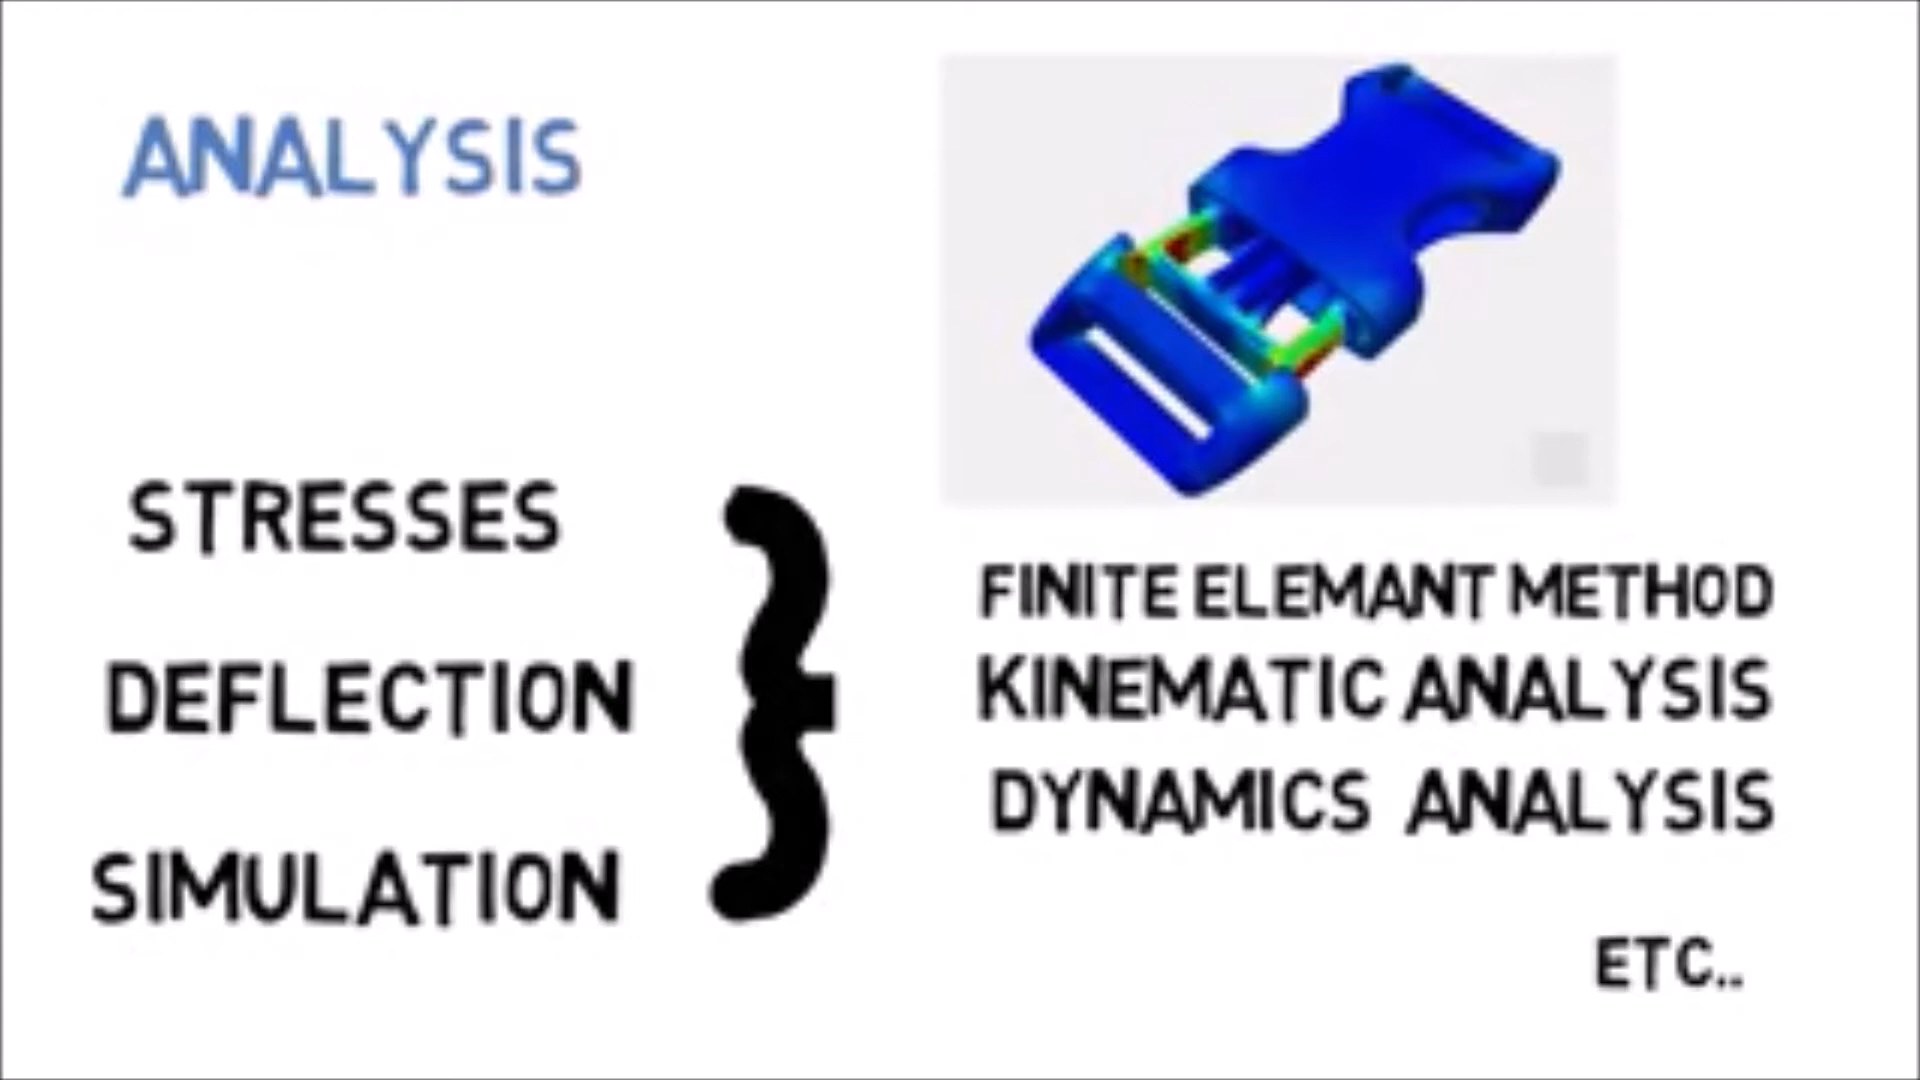 ANALYSIS
STRESSES
DEFLECTION
SIMULATION
FINITE ELEMANT METHOD
KINEMATIC ANALYSIS
DYNAMICS ANALYSIS
ETC..